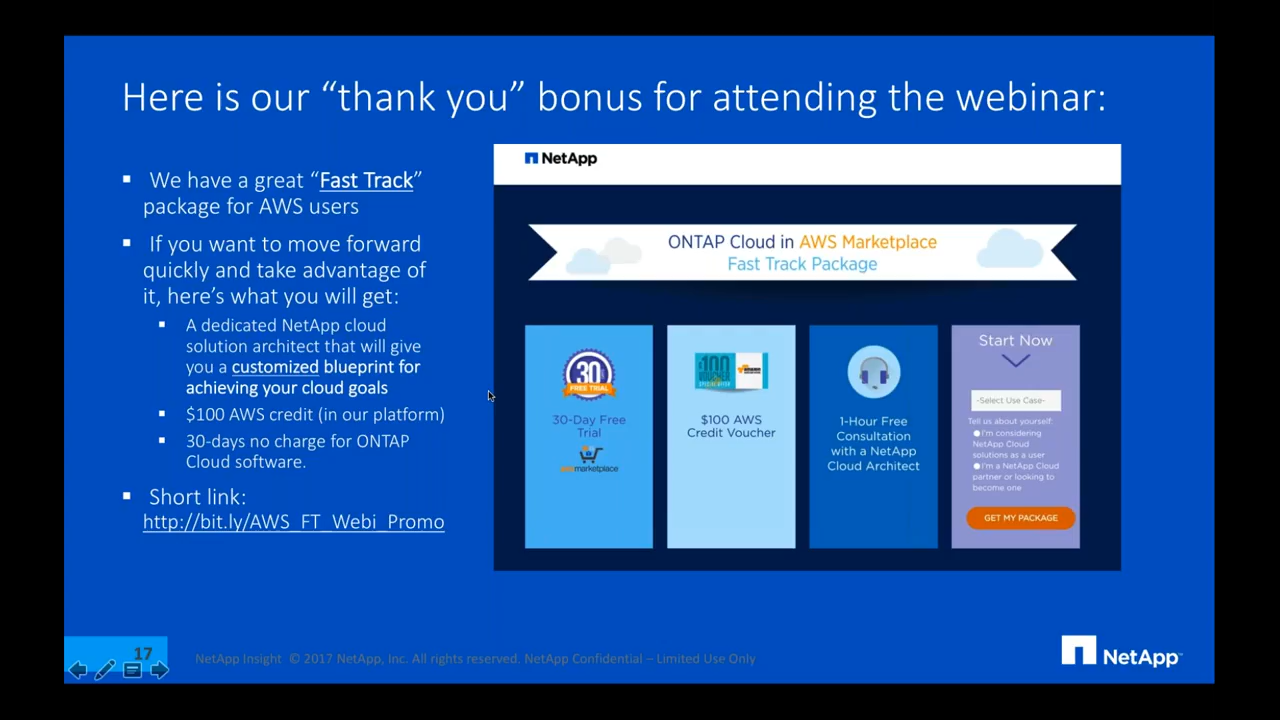 Here is our “thank you” bonus for attending the webinar:
▪ We have a great “Fast Track”
package for AWS users
▪ If you want to move forward
quickly and take advantage of
it, here’s what you will get:
▪ A dedicated NetApp cloud
solution architect that will give
you a customized blueprint for
achieving your cloud goals
▪ $100 AWS credit (in our platform)
▪ 30-days no charge for ONTAP
Cloud software.
▪ Short link:
http://bit.ly/AWS_FT_Webi_Promo
NetApp
ONTAP Cloud in AWS Marketplace
Fast Track Package
30
FREE TRIAL
30-Day Free
Trial
marketplace
$100
$100 AWS
Credit Voucher
1-Hour Free
Consultation
with a NetApp
Cloud Architect
Start Now
-Select Use Case-
Tell us about yourself:
I'm considering
NetApp Cloud
solutions as a user
I'm a NetApp Cloud
partner or looking to
become one
GET MY PACKAGE
17
NetApp Insight © 2017 NetApp, Inc. All rights reserved. NetApp Confidential – Limited Use Only
NetApp™